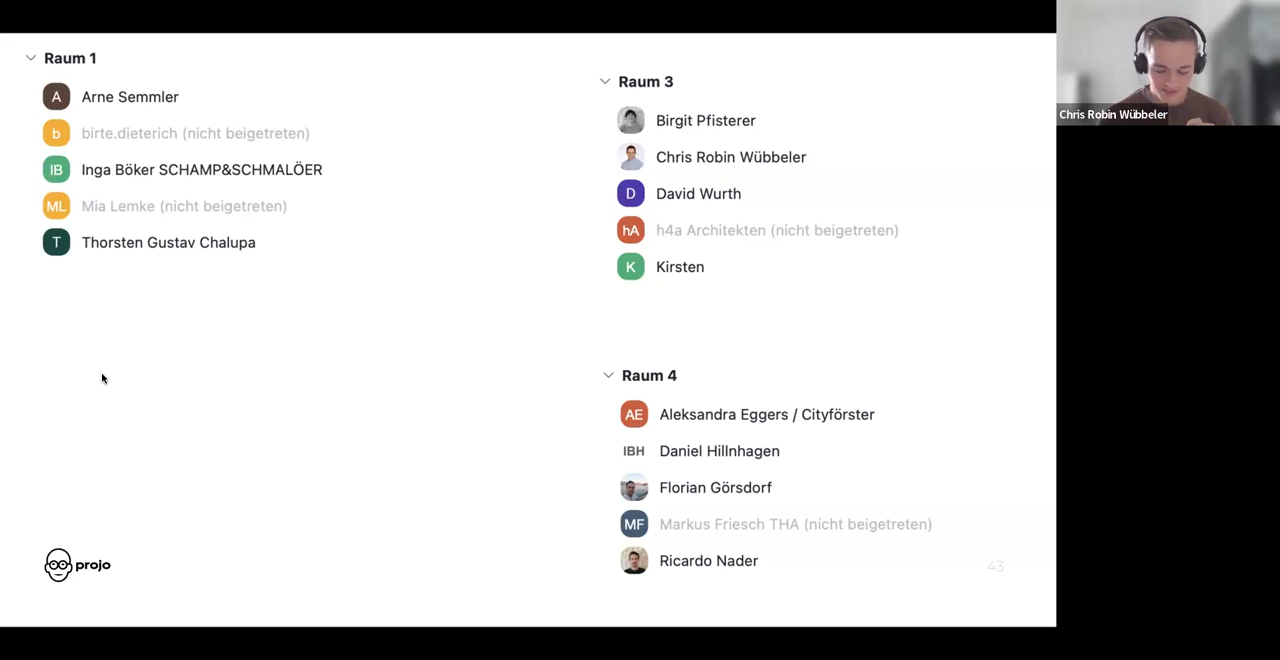 Raum 1
A Arne Semmler
b birte.dieterich (nicht beigetreten)
IB Inga Böker SCHAMP&SCHMALÖER
ML Mia Lemke (nicht beigetreten)
T Thorsten Gustav Chalupa
Raum 3
Birgit Pfisterer
Chris Robin Wübbeler
D David Wurth
hA h4a Architekten (nicht beigetreten)
K Kirsten
Raum 4
AE Aleksandra Eggers / Cityförster
IBH Daniel Hillnhagen
Florian Görsdorf
MF Markus Friesch THA (nicht beigetreten)
Ricardo Nader
projo
43
Chris Robin Wübbeler